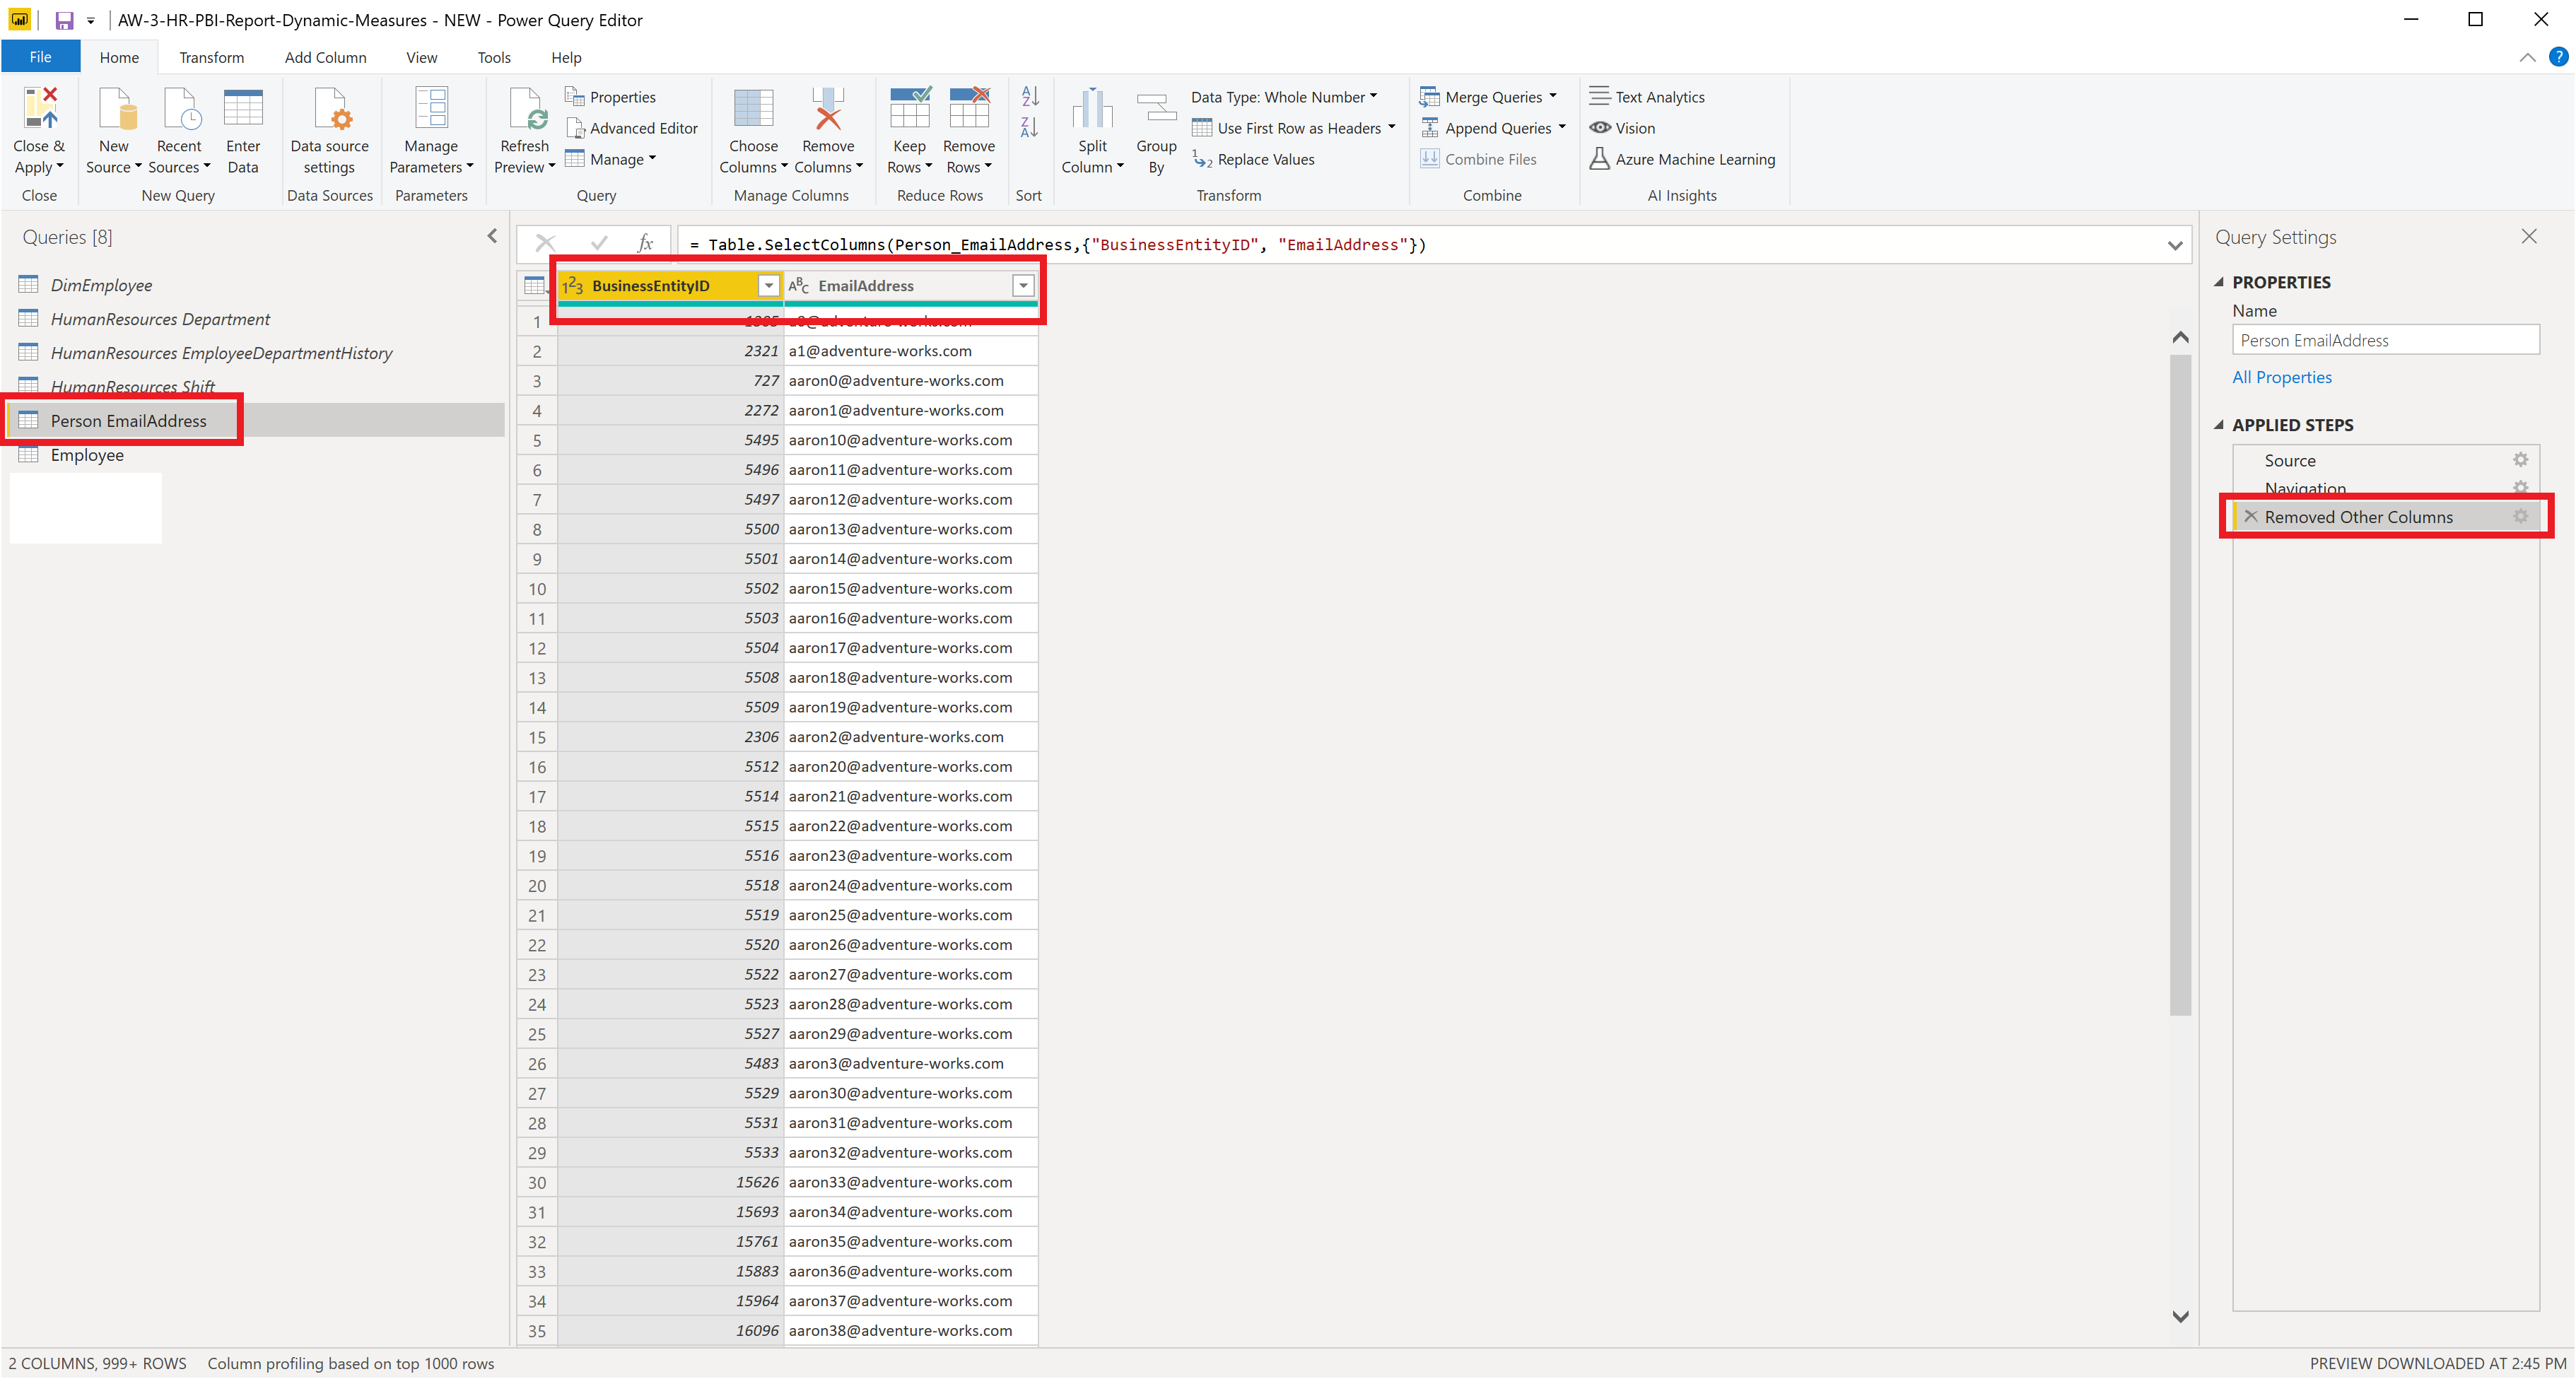 AW-3-HR-PBI-Report-Dynamic-Measures - NEW - Power Query Editor
File Home Transform Add Column View Tools Help
Close & Apply
Close
New Source
Recent Sources
Enter Data
New Query
Data source settings
Data Sources
Manage Parameters
Parameters
Refresh Preview
Properties
Advanced Editor
Manage
Query
Choose Columns
Remove Columns
Manage Columns
Keep Rows
Remove Rows
Reduce Rows
Sort
Split Column
Group By
Data Type: Whole Number
Use First Row as Headers
Replace Values
Transform
Merge Queries
Append Queries
Combine Files
Combine
Text Analytics
Vision
Azure Machine Learning
AI Insights
Queries [8]
DimEmployee
HumanResources Department
HumanResources EmployeeDepartmentHistory
HumanResources Shift
Person EmailAddress
Employee
fx = Table.SelectColumns(Person_EmailAddress,{"BusinessEntityID", "EmailAddress"})
BusinessEntityID EmailAddress
1
2 2321 a1@adventure-works.com
3 727 aaron0@adventure-works.com
4 2272 aaron1@adventure-works.com
5 5495 aaron10@adventure-works.com
6 5496 aaron11@adventure-works.com
7 5497 aaron12@adventure-works.com
8 5500 aaron13@adventure-works.com
9 5501 aaron14@adventure-works.com
10 5502 aaron15@adventure-works.com
11 5503 aaron16@adventure-works.com
12 5504 aaron17@adventure-works.com
13 5508 aaron18@adventure-works.com
14 5509 aaron19@adventure-works.com
15 2306 aaron2@adventure-works.com
16 5512 aaron20@adventure-works.com
17 5514 aaron21@adventure-works.com
18 5515 aaron22@adventure-works.com
19 5516 aaron23@adventure-works.com
20 5518 aaron24@adventure-works.com
21 5519 aaron25@adventure-works.com
22 5520 aaron26@adventure-works.com
23 5522 aaron27@adventure-works.com
24 5523 aaron28@adventure-works.com
25 5527 aaron29@adventure-works.com
26 5483 aaron3@adventure-works.com
27 5529 aaron30@adventure-works.com
28 5531 aaron31@adventure-works.com
29 5533 aaron32@adventure-works.com
30 15626 aaron33@adventure-works.com
31 15693 aaron34@adventure-works.com
32 15761 aaron35@adventure-works.com
33 15883 aaron36@adventure-works.com
34 15964 aaron37@adventure-works.com
35 16096 aaron38@adventure-works.com
Query Settings
PROPERTIES
Name
Person EmailAddress
All Properties
APPLIED STEPS
Source
Navigation
Removed Other Columns
2 COLUMNS, 999+ ROWS Column profiling based on top 1000 rows
PREVIEW DOWNLOADED AT 2:45 PM